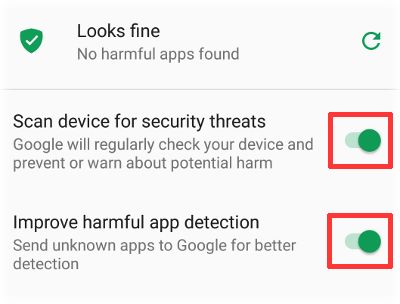 Looks fine
No harmful apps found
Scan device for security threats
Google will regularly check your device and
prevent or warn about potential harm
Improve harmful app detection
Send unknown apps to Google for better
detection